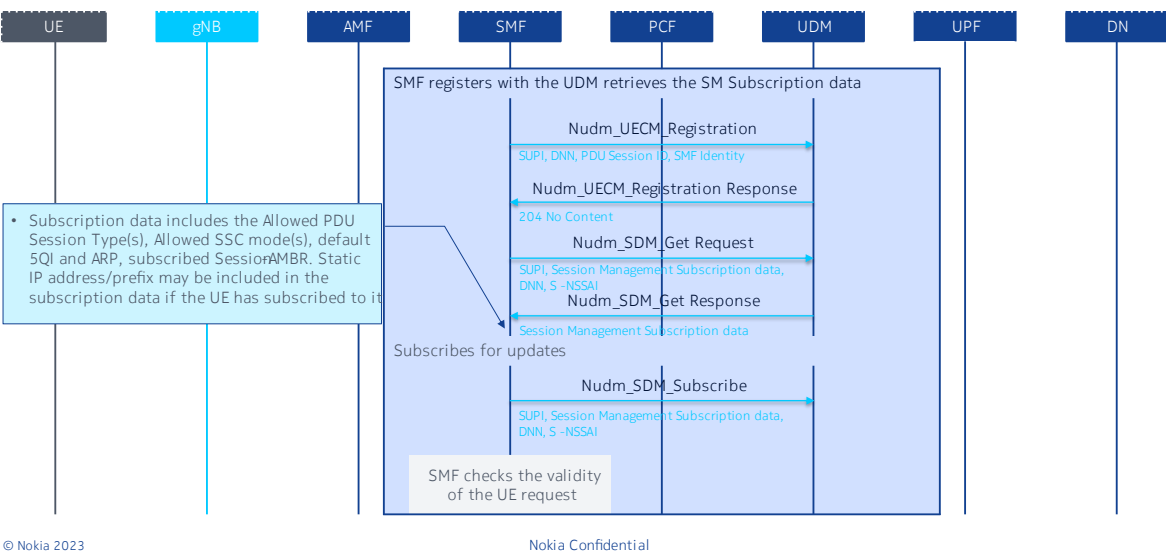 UE gNB AMF SMF PCF UDM UPF DN
SMF registers with the UDM retrieves the SM Subscription data
Nudm_UECM_Registration
SUPI, DNN, PDU Session ID, SMF Identity
Nudm_UECM_Registration Response
204 No Content
• Subscription data includes the Allowed PDU
Session Type(s), Allowed SSC mode(s), default
5QI and ARP, subscribed Session-AMBR. Static
IP address/prefix may be included in the
subscription data if the UE has subscribed to it
Nudm_SDM_Get Request
SUPI, Session Management Subscription data,
DNN, S -NSSAI
Nudm_SDM_Get Response
Session Management Subscription data
Subscribes for updates
Nudm_SDM_Subscribe
SUPI, Session Management Subscription data,
DNN, S -NSSAI
SMF checks the validity
of the UE request
© Nokia 2023
Nokia Confidential